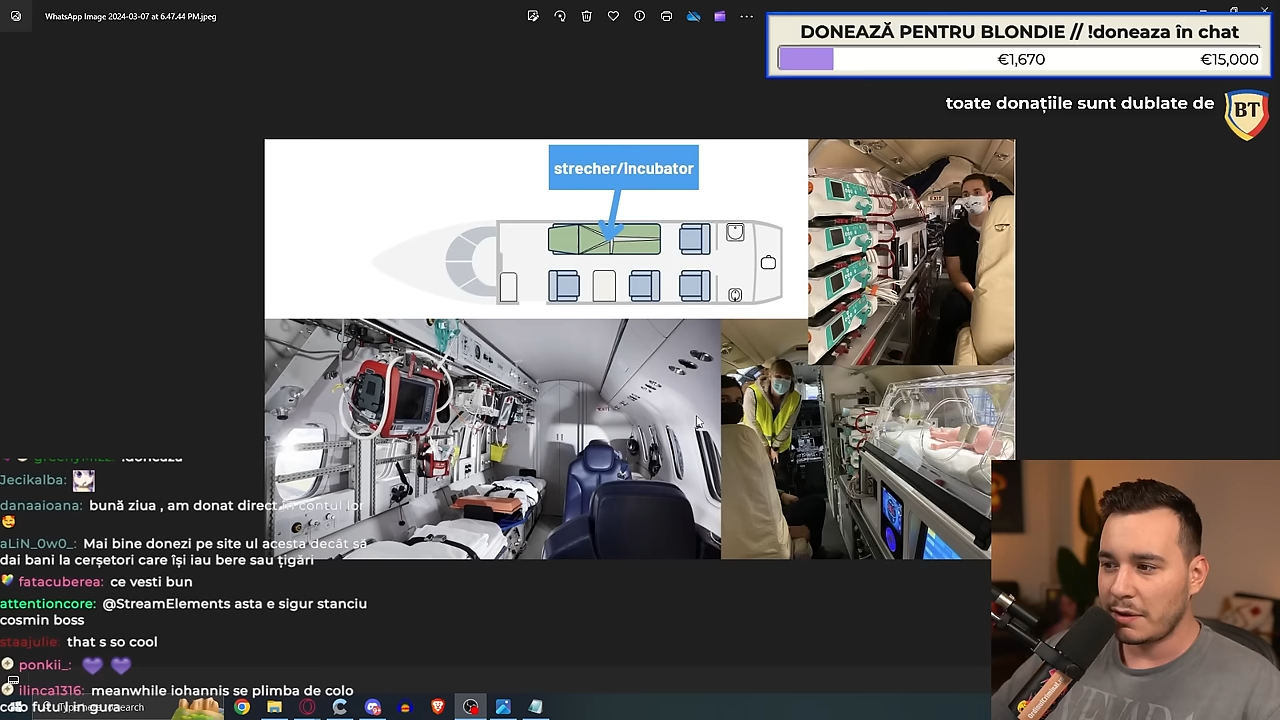 WhatsApp Image 2024-03-07 at 6.47.44 PM.jpeg
DONEAZĂ PENTRU BLONDIE // !doneaza în chat
€1,670
€15,000
toate donațiile sunt dublate de
BT
strecher/incubator
EXIT
greenymizz: !doneaza
Jecikalba:
danaaioana: bună ziua , am donat direct in contul lor
aLiN_0w0_: Mai bine donezi pe site ul acesta decât să
dai bani la cerșetori care își iau bere sau țigări
fatacuberea: ce vesti bun
attentioncore: @StreamElements asta e sigur stanciu
cosmin boss
staajulie: that s so cool
ponkii_:
ilinca1316: meanwhile iohannis se plimba de colo
colo futu l in gura